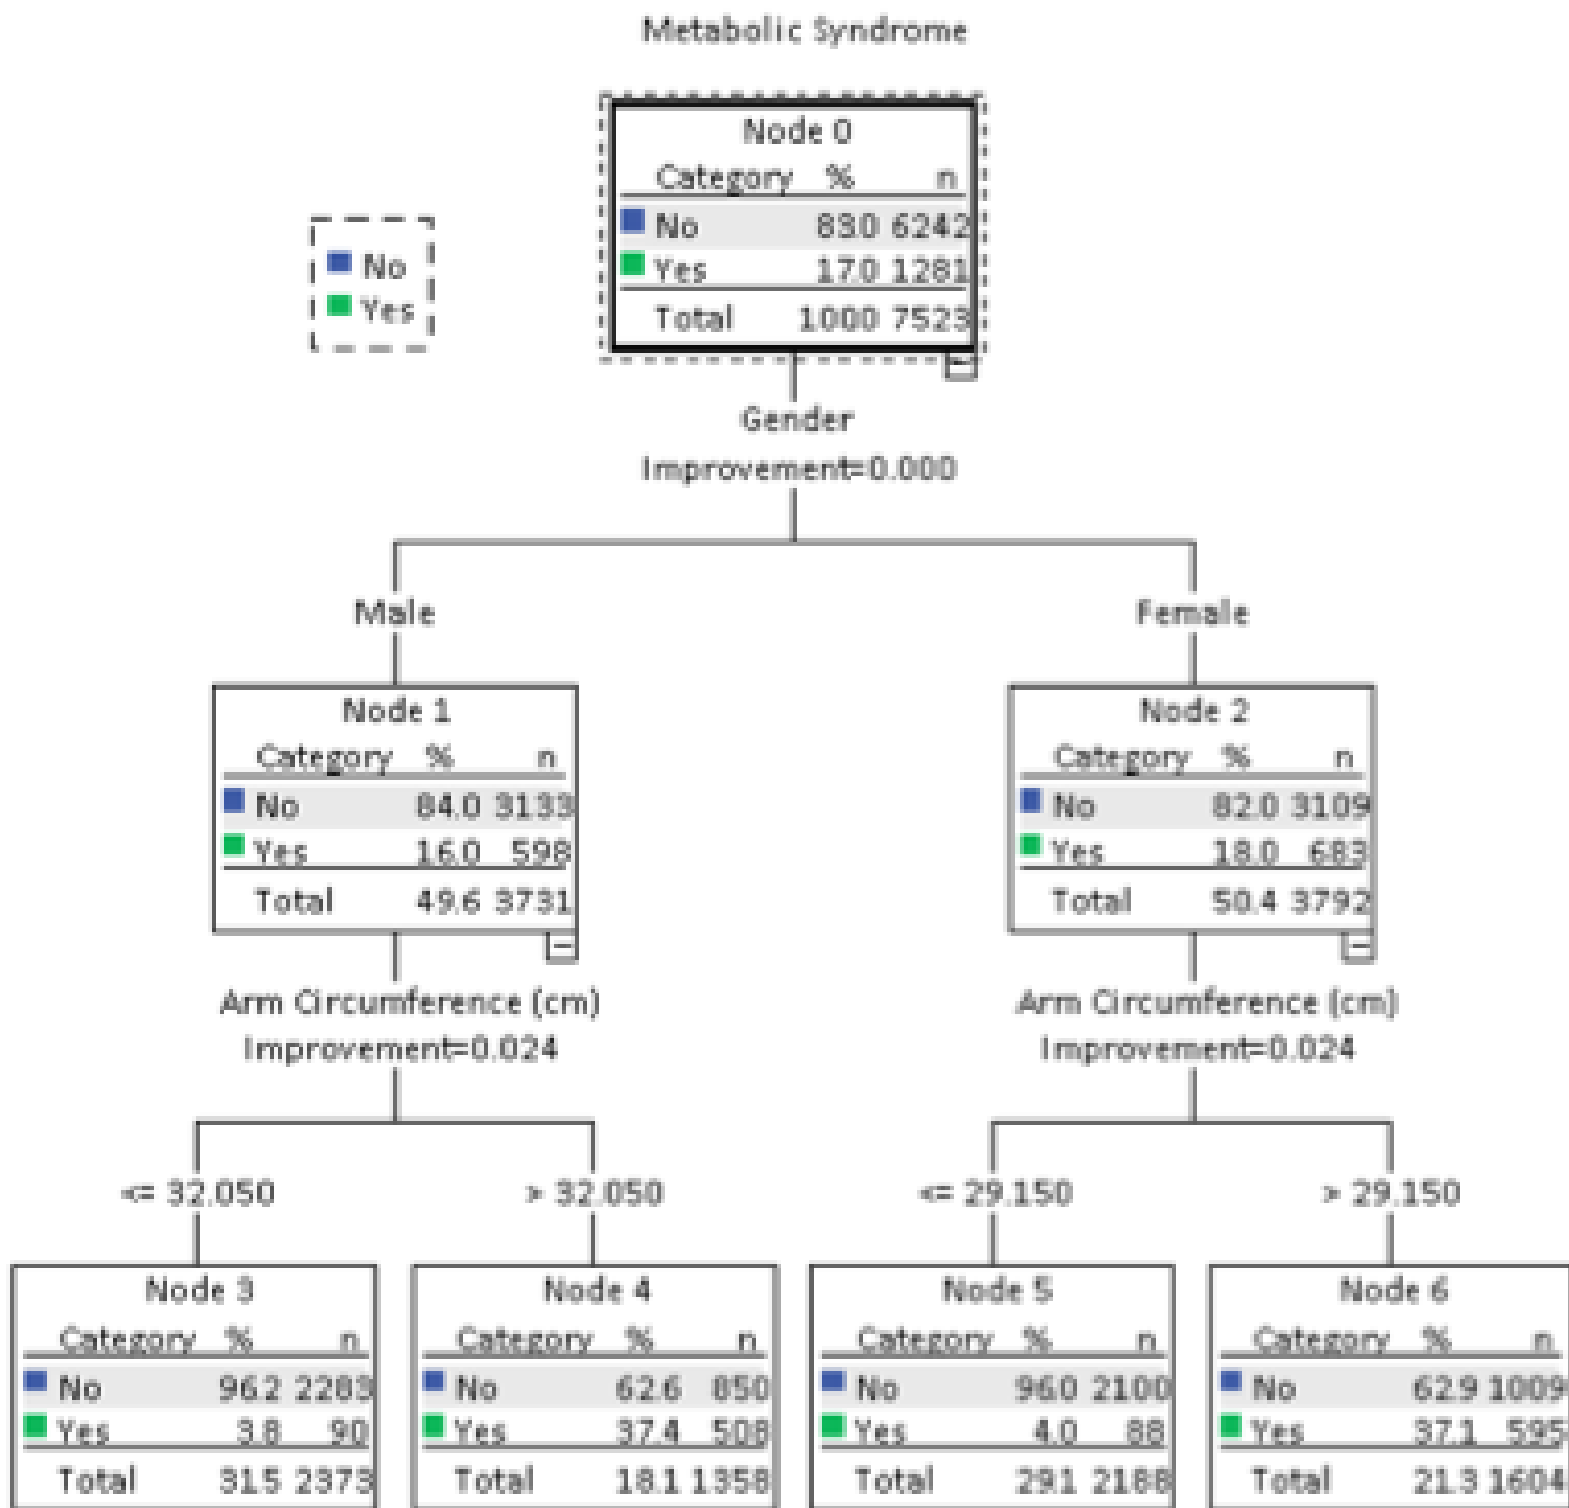 Metabolic Syndrome
No
Yes
Node 0
Category % n
No 83.0 6242
Yes 17.0 1281
Total 100.0 7523
Gender
Improvement=0.000
Male
Female
Node 1
Category % n
No 84.0 3133
Yes 16.0 598
Total 49.6 3731
Node 2
Category % n
No 82.0 3109
Yes 18.0 683
Total 50.4 3792
Arm Circumference (cm)
Improvement=0.024
Arm Circumference (cm)
Improvement=0.024
<= 32.050
> 32.050
<= 29.150
> 29.150
Node 3
Category % n
No 96.2 2283
Yes 3.8 90
Total 31.5 2373
Node 4
Category % n
No 62.6 850
Yes 37.4 508
Total 18.1 1358
Node 5
Category % n
No 96.0 2100
Yes 4.0 88
Total 29.1 2188
Node 6
Category % n
No 62.9 1009
Yes 37.1 595
Total 21.3 1604